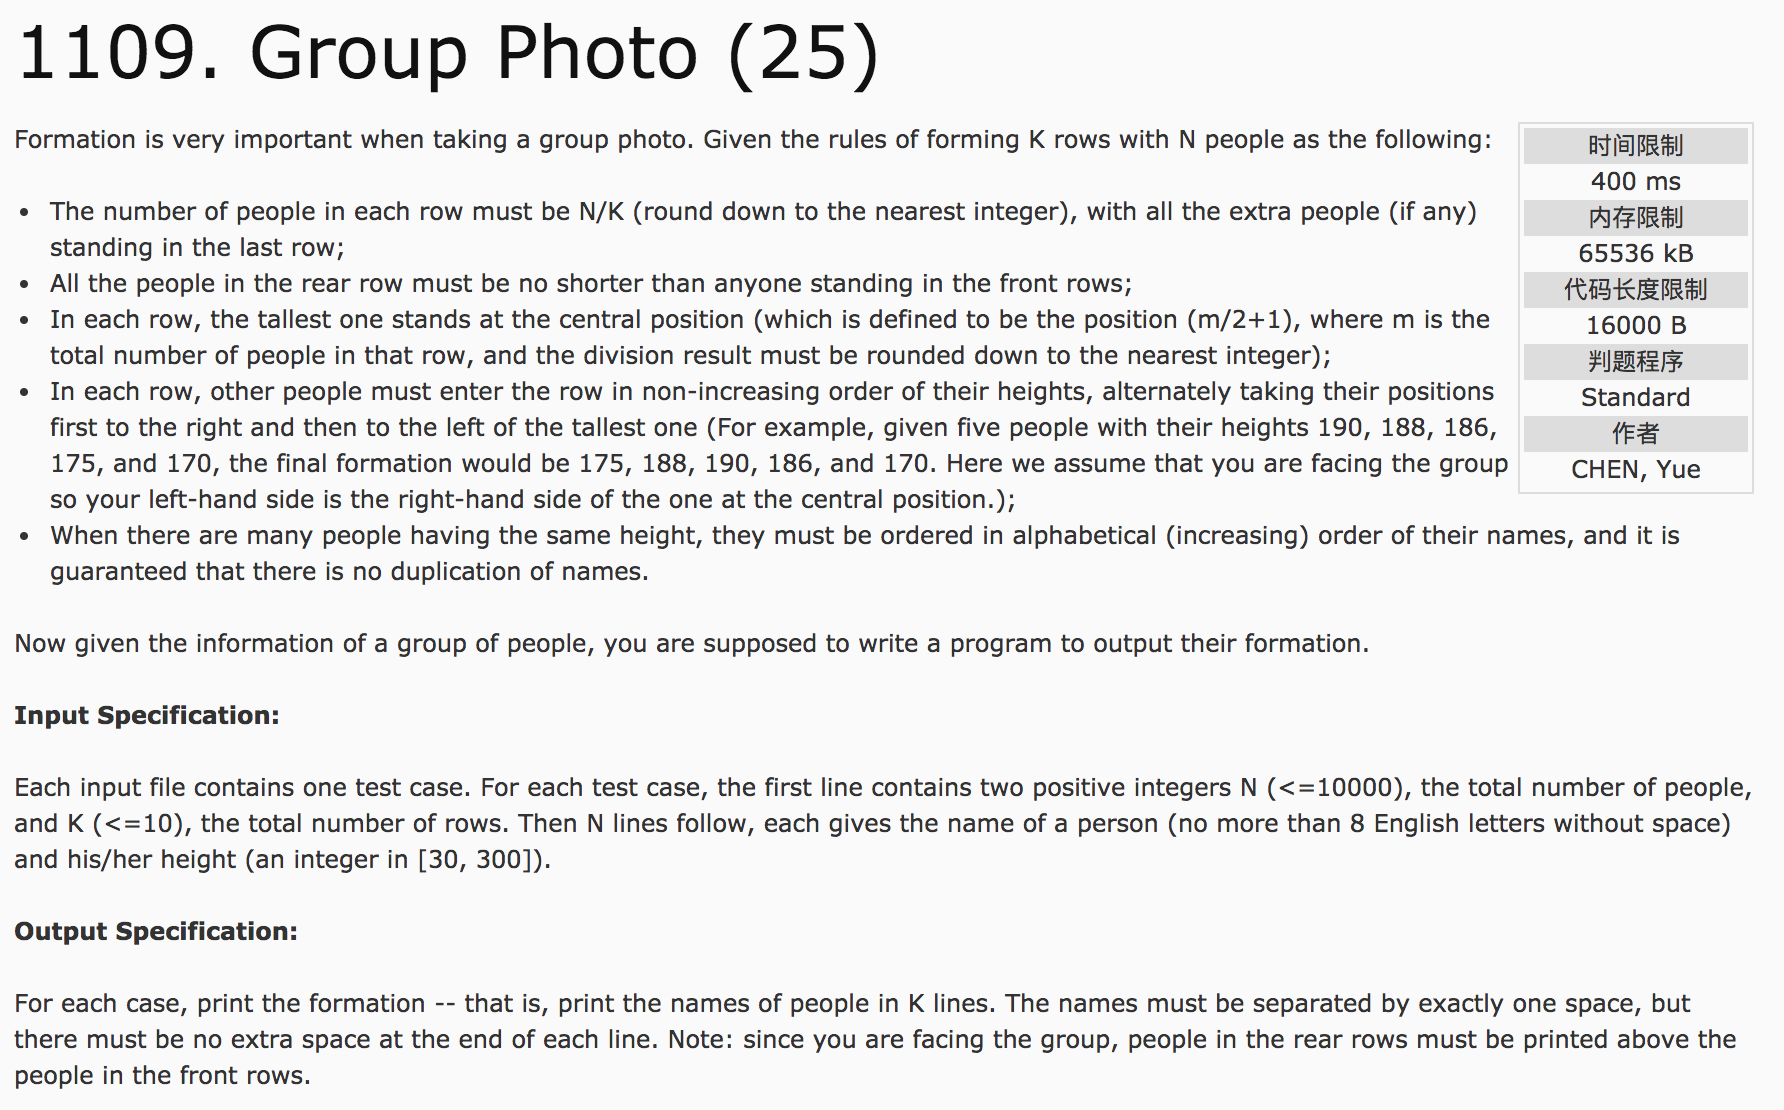 1109. Group Photo (25)
Formation is very important when taking a group photo. Given the rules of forming K rows with N people as the following:
时间限制
400 ms
内存限制
65536 kB
代码长度限制
16000 B
判题程序
Standard
作者
CHEN, Yue
• The number of people in each row must be N/K (round down to the nearest integer), with all the extra people (if any)
standing in the last row;
• All the people in the rear row must be no shorter than anyone standing in the front rows;
• In each row, the tallest one stands at the central position (which is defined to be the position (m/2+1), where m is the
total number of people in that row, and the division result must be rounded down to the nearest integer);
• In each row, other people must enter the row in non-increasing order of their heights, alternately taking their positions
first to the right and then to the left of the tallest one (For example, given five people with their heights 190, 188, 186,
175, and 170, the final formation would be 175, 188, 190, 186, and 170. Here we assume that you are facing the group
so your left-hand side is the right-hand side of the one at the central position.);
• When there are many people having the same height, they must be ordered in alphabetical (increasing) order of their names, and it is
guaranteed that there is no duplication of names.
Now given the information of a group of people, you are supposed to write a program to output their formation.
Input Specification:
Each input file contains one test case. For each test case, the first line contains two positive integers N (<=10000), the total number of people,
and K (<=10), the total number of rows. Then N lines follow, each gives the name of a person (no more than 8 English letters without space)
and his/her height (an integer in [30, 300]).
Output Specification:
For each case, print the formation -- that is, print the names of people in K lines. The names must be separated by exactly one space, but
there must be no extra space at the end of each line. Note: since you are facing the group, people in the rear rows must be printed above the
people in the front rows.